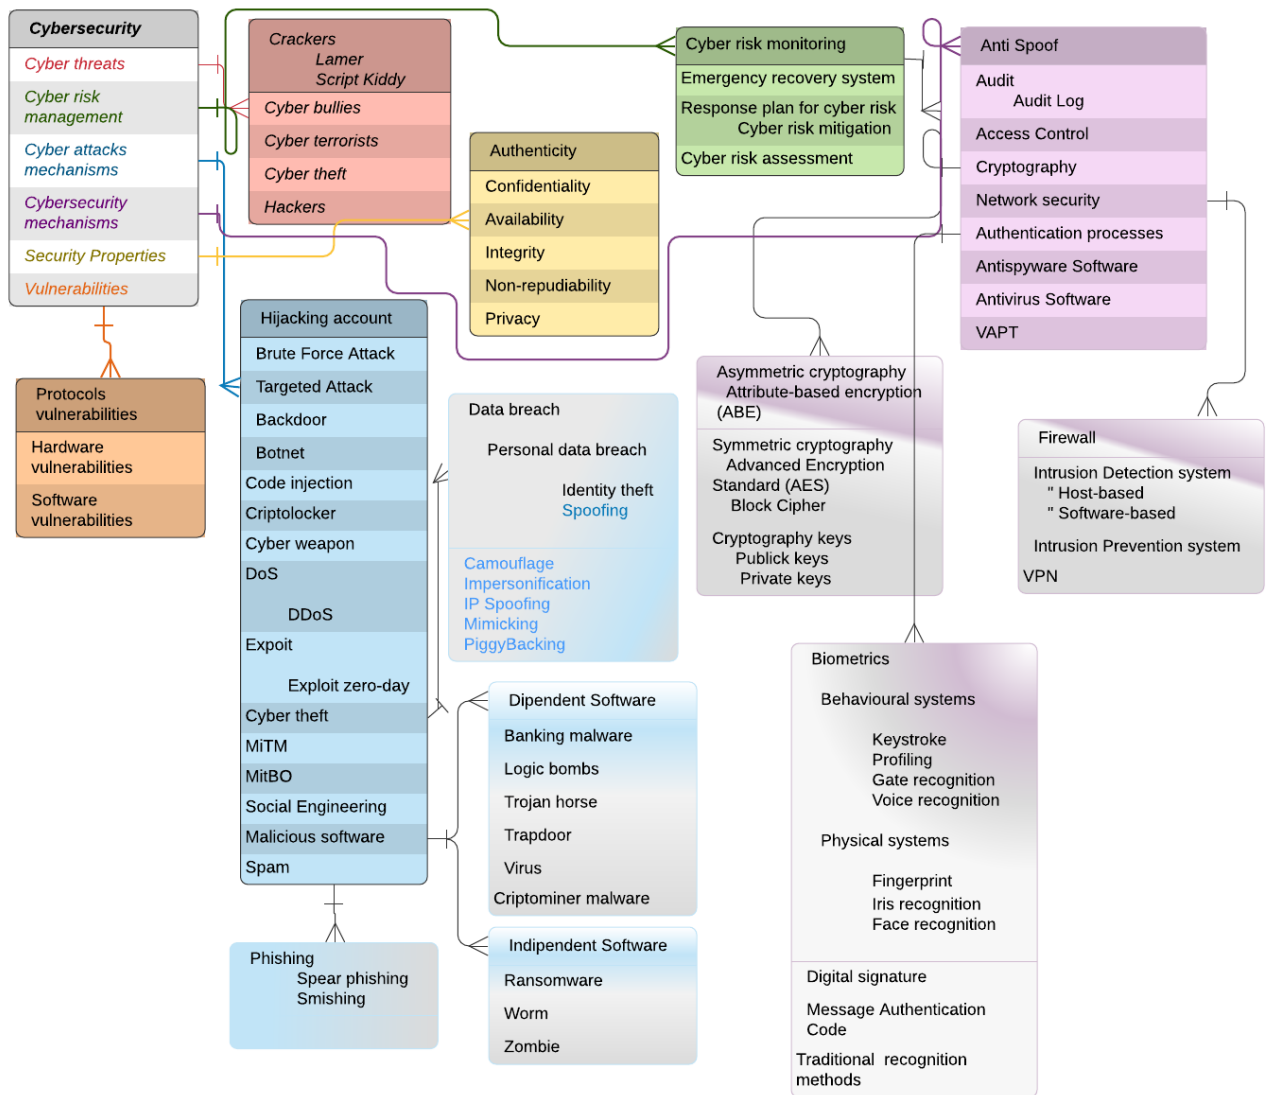 Cybersecurity
Cyber threats
Cyber risk
management
Cyber attacks
mechanisms
Cybersecurity
mechanisms
Security Properties
Vulnerabilities
Crackers
Lamer
Script Kiddy
Cyber bullies
Cyber terrorists
Cyber theft
Hackers
Authenticity
Confidentiality
Availability
Integrity
Non-repudiability
Privacy
Cyber risk monitoring
Emergency recovery system
Response plan for cyber risk
Cyber risk mitigation
Cyber risk assessment
Anti Spoof
Audit
Audit Log
Access Control
Cryptography
Network security
Authentication processes
Antispyware Software
Antivirus Software
VAPT
Protocols
vulnerabilities
Hardware
vulnerabilities
Software
vulnerabilities
Hijacking account
Brute Force Attack
Targeted Attack
Backdoor
Botnet
Code injection
Criptolocker
Cyber weapon
DoS
DDoS
Expoit
Exploit zero-day
Cyber theft
MiTM
MitBO
Social Engineering
Malicious software
Spam
Data breach
Personal data breach
Identity theft
Spoofing
Camouflage
Impersonification
IP Spoofing
Mimicking
PiggyBacking
Asymmetric cryptography
Attribute-based encryption
(ABE)
Symmetric cryptography
Advanced Encryption
Standard (AES)
Block Cipher
Cryptography keys
Publick keys
Private keys
Firewall
Intrusion Detection system
" Host-based
" Software-based
Intrusion Prevention system
VPN
Dipendent Software
Banking malware
Logic bombs
Trojan horse
Trapdoor
Virus
Criptominer malware
Indipendent Software
Ransomware
Worm
Zombie
Phishing
Spear phishing
Smishing
Biometrics
Behavioural systems
Keystroke
Profiling
Gate recognition
Voice recognition
Physical systems
Fingerprint
Iris recognition
Face recognition
Digital signature
Message Authentication
Code
Traditional recognition
methods